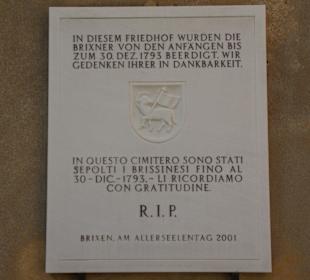 IN DIESEM FRIEDHOF WURDEN DIE
BRIXNER VON DEN ANFÄNGEN BIS
ZUM 30. DEZ. 1793 BEERDIGT. WIR
GEDENKEN IHRER IN DANKBARKEIT.
IN QUESTO CIMITERO SONO STATI
SEPOLTI I BRISSINESI FINO AL
30-DIC.-1793.- LI RICORDIAMO
CON GRATITUDINE.
R.I.P.
BRIXEN, AM ALLERSEELENTAG 2001